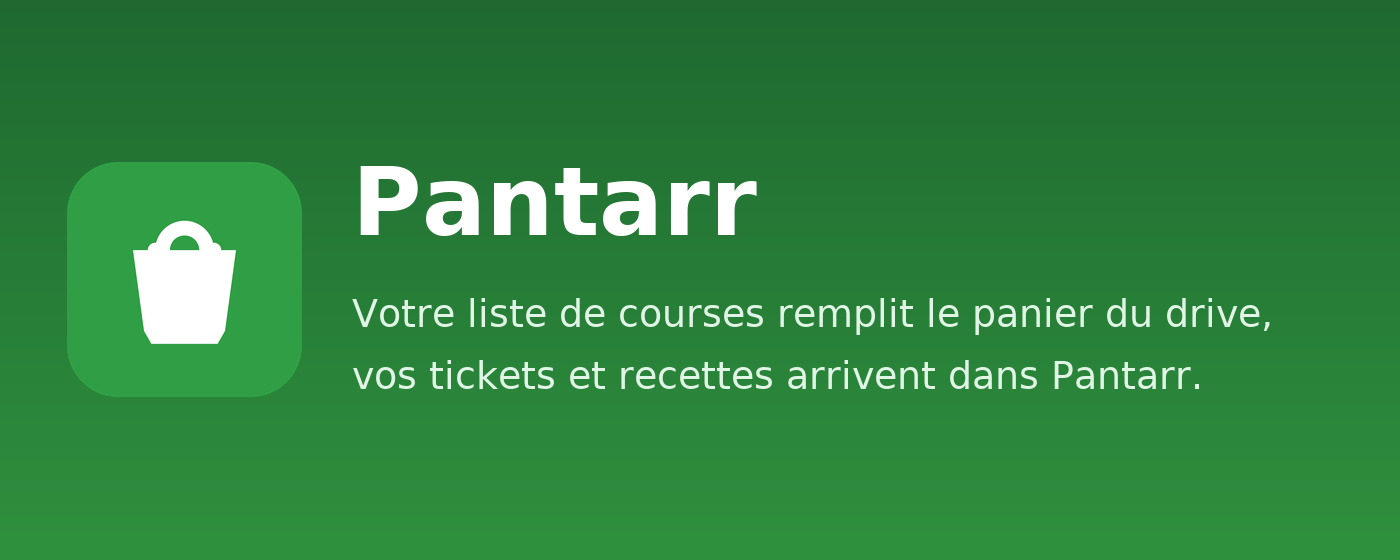 Pantarr
Votre liste de courses remplit le panier du drive,
vos tickets et recettes arrivent dans Pantarr.